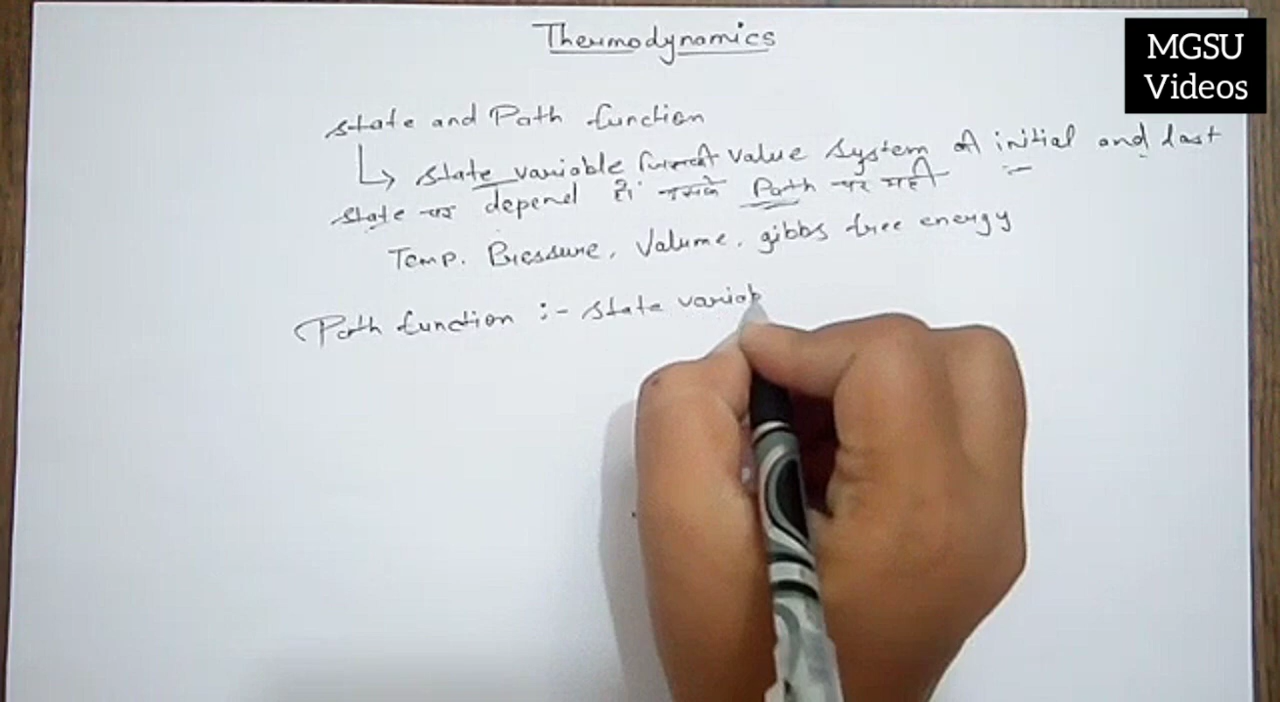 Thermodynamics
MGSU
Videos
State and Path function
↳ State variable जिनकी value system की initial and last
State पर depend हो। उसके Path पर नहीं
Temp. Pressure, Volume, gibbs free energy
Path function :- State variab